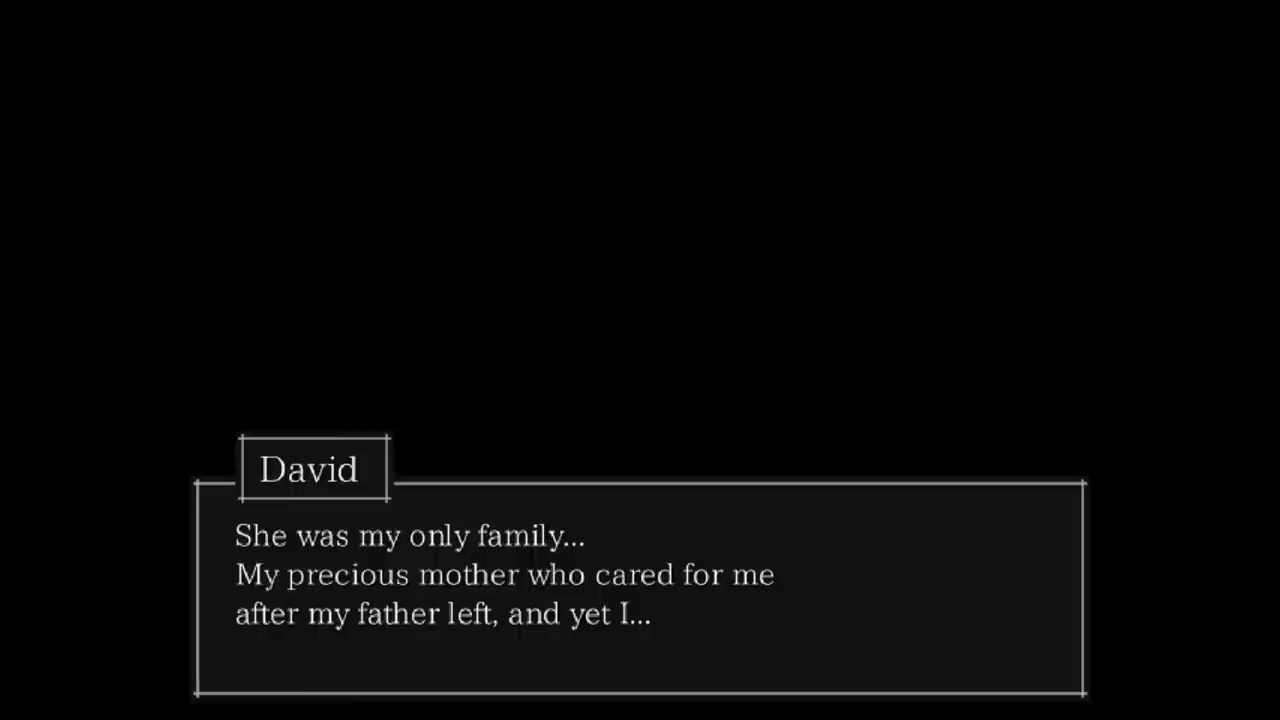 David
She was my only family...
My precious mother who cared for me
after my father left, and yet I...